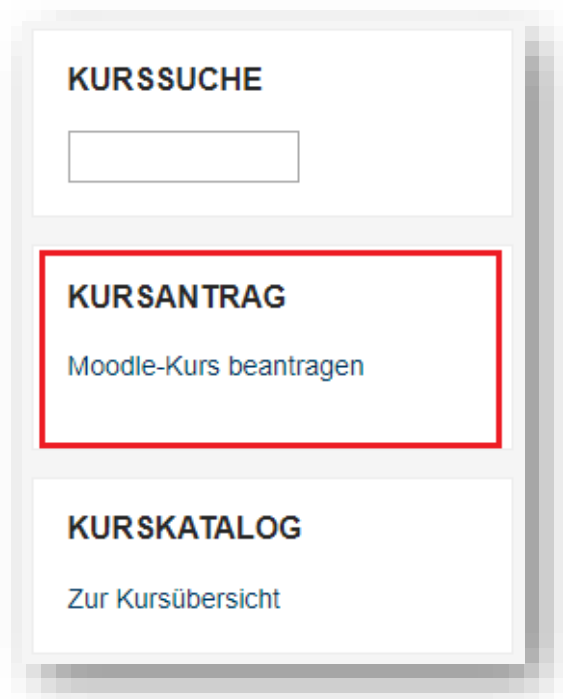 KURSSUCHE
KURSANTRAG
Moodle-Kurs beantragen
KURSKATALOG
Zur Kursübersicht